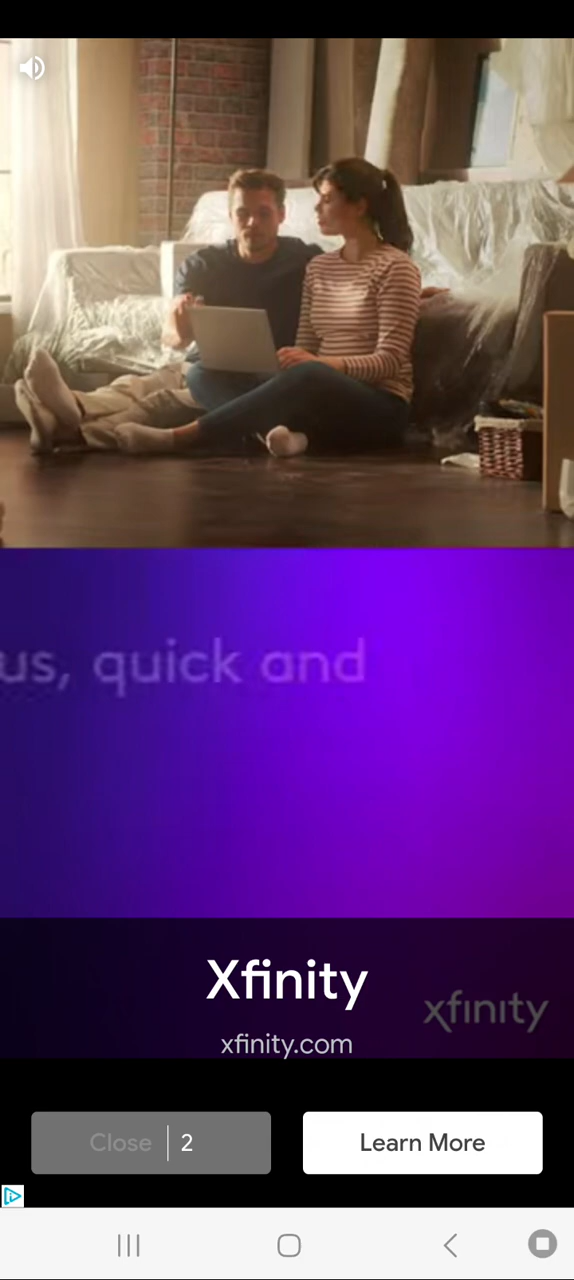 us, quick and
Xfinity
xfinity
xfinity.com
Close | 2
Learn More